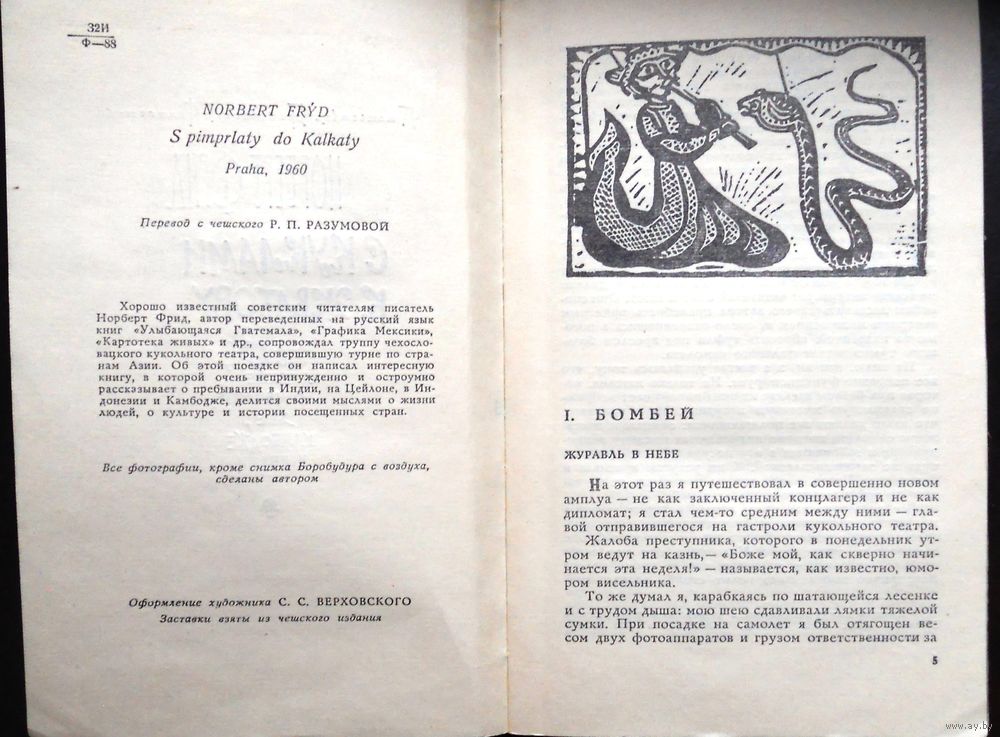 32И
Ф—88
NORBERT FRÝD
S pimprlaty do Kalkaty
Praha, 1960
Перевод с чешского Р. П. РАЗУМОВОЙ
Хорошо известный советским читателям писатель
Норберт Фрид, автор переведенных на русский язык
книг «Улыбающаяся Гватемала», «Графика Мексики»,
«Картотека живых» и др., сопровождал труппу чехосло-
вацкого кукольного театра, совершившую турне по стра-
нам Азии. Об этой поездке он написал интересную
книгу, в которой очень непринужденно и остроумно
рассказывает о пребывании в Индии, на Цейлоне, в Ин-
донезии и Камбодже, делится своими мыслями о жизни
людей, о культуре и истории посещенных стран.
Все фотографии, кроме снимка Боробудура с воздуха,
сделаны автором
Оформление художника С. С. ВЕРХОВСКОГО
Заставки взяты из чешского издания
I. БОМБЕЙ
ЖУРАВЛЬ В НЕБЕ
На этот раз я путешествовал в совершенно новом
амплуа — не как заключенный концлагеря и не как
дипломат; я стал чем-то средним между ними — гла-
вой отправившегося на гастроли кукольного театра.
Жалоба преступника, которого в понедельник ут-
ром ведут на казнь,— «Боже мой, как скверно начи-
нается эта неделя!» — называется, как известно, юмо-
ром висельника.
То же думал я, карабкаясь по шатающейся лесенке
и с трудом дыша: мою шею сдавливали лямки тяжелой
сумки. При посадке на самолет я был отягощен ве-
сом двух фотоаппаратов и грузом ответственности за
5
www.ay.by